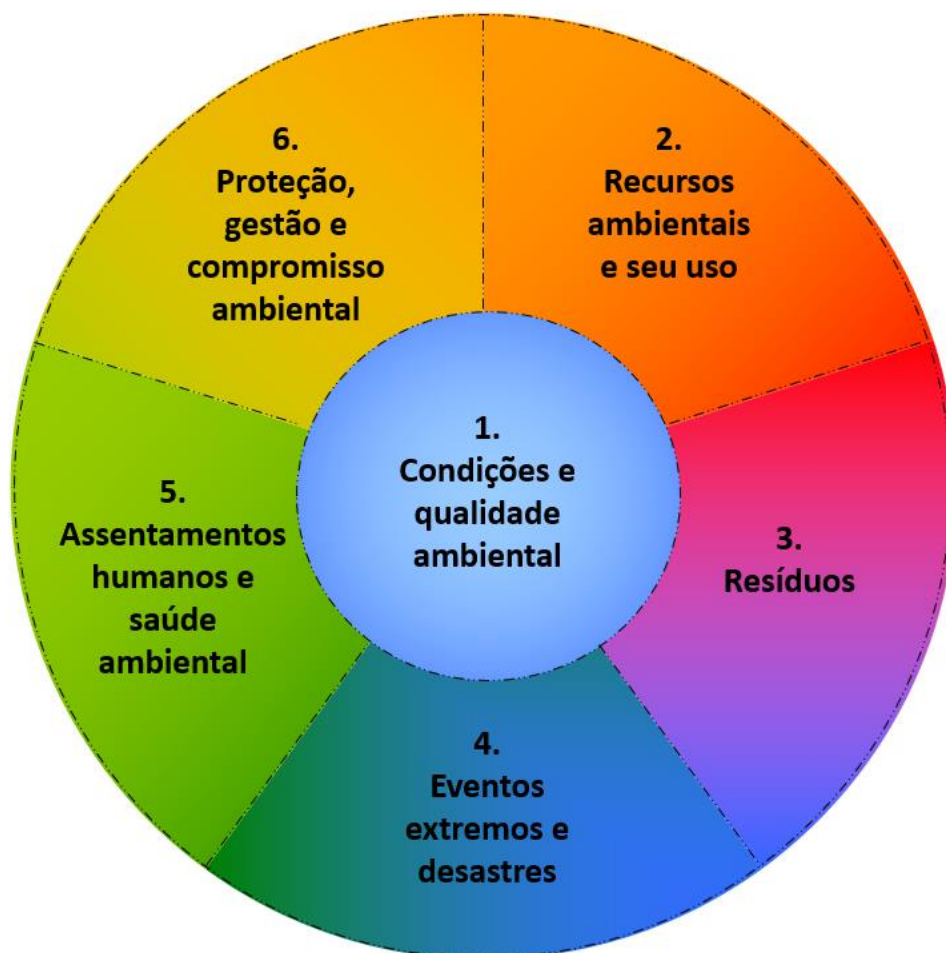 1.
Condições e
qualidade
ambiental
2.
Recursos
ambientais
e seu uso
3.
Resíduos
4.
Eventos
extremos e
desastres
5.
Assentamentos
humanos e
saúde
ambiental
6.
Proteção,
gestão e
compromisso
ambiental